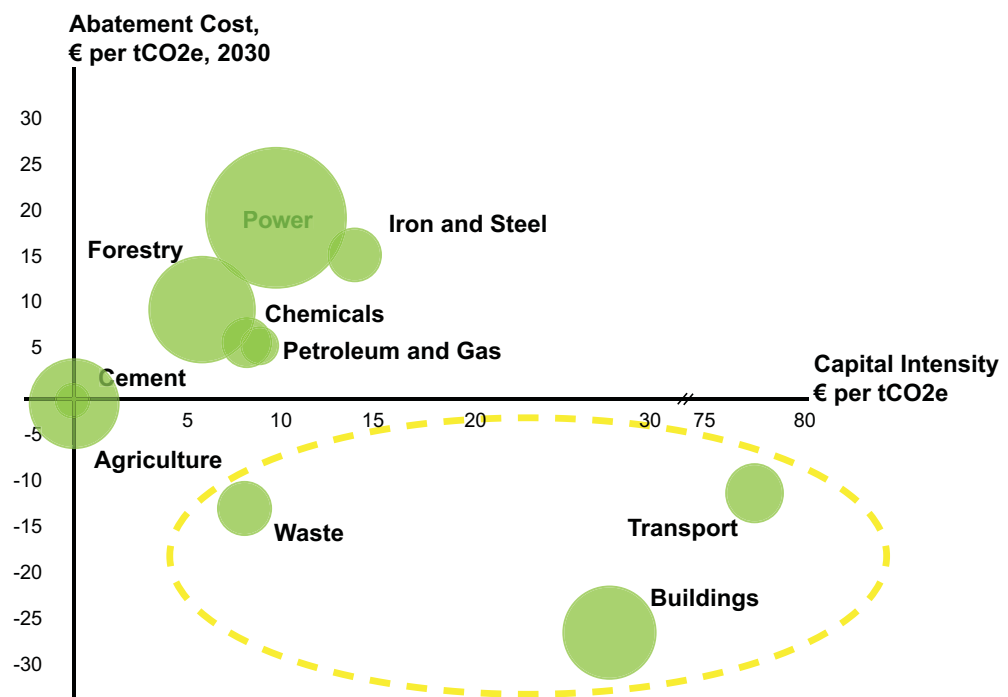 Abatement Cost,
€ per tCO2e, 2030
30
25
20
15
10
5
-5
-10
-15
-20
-25
-30
Power
Iron and Steel
Forestry
Chemicals
Petroleum and Gas
Cement
Capital Intensity
€ per tCO2e
5 10 15 20 30 75 80
Agriculture
Waste
Transport
Buildings